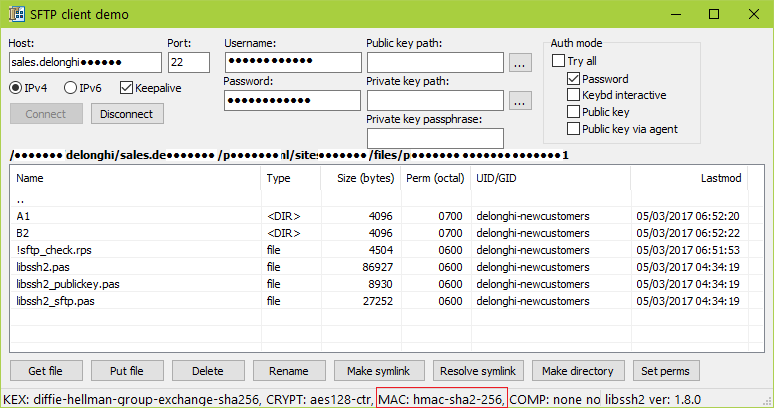 SFTP client demo
Host: Port: Username: Public key path: Auth mode
sales.delonghi●●●●●● 22 ●●●●●●●●●●●● ... Try all
IPv4 IPv6 Keepalive Password: Private key path: Password
●●●●●●●●●●●● ... Keybd interactive
Connect Disconnect Private key passphrase: Public key
Public key via agent
/●●●●●●● delonghi/sales.de●●●●●●● /p●●●●●●●nl/sites●●●●●●● /files/p●●●●●●● ●●●●●●●●●●●●●●1
Name Type Size (bytes) Perm (octal) UID/GID Lastmod
..
A1 <DIR> 4096 0700 delonghi-newcustomers 05/03/2017 06:52:20
B2 <DIR> 4096 0700 delonghi-newcustomers 05/03/2017 06:52:22
!sftp_check.rps file 4504 0600 delonghi-newcustomers 05/03/2017 06:51:53
libssh2.pas file 86927 0600 delonghi-newcustomers 05/03/2017 04:34:19
libssh2_publickey.pas file 8930 0600 delonghi-newcustomers 05/03/2017 04:34:19
libssh2_sftp.pas file 27252 0600 delonghi-newcustomers 05/03/2017 04:34:19
Get file Put file Delete Rename Make symlink Resolve symlink Make directory Set perms
KEX: diffie-hellman-group-exchange-sha256, CRYPT: aes128-ctr, MAC: hmac-sha2-256, COMP: none no libssh2 ver: 1.8.0